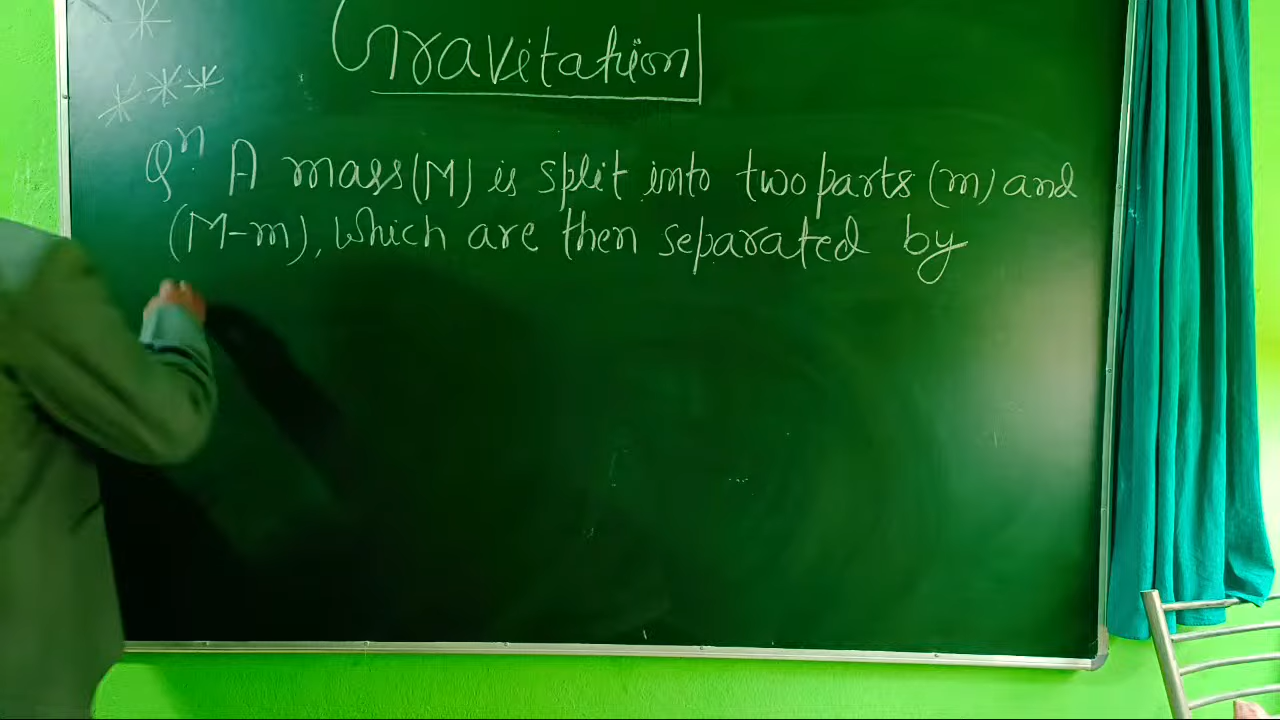 Gravitation
Qn. A mass (M) is split into two parts (m) and
(M-m), which are then separated by